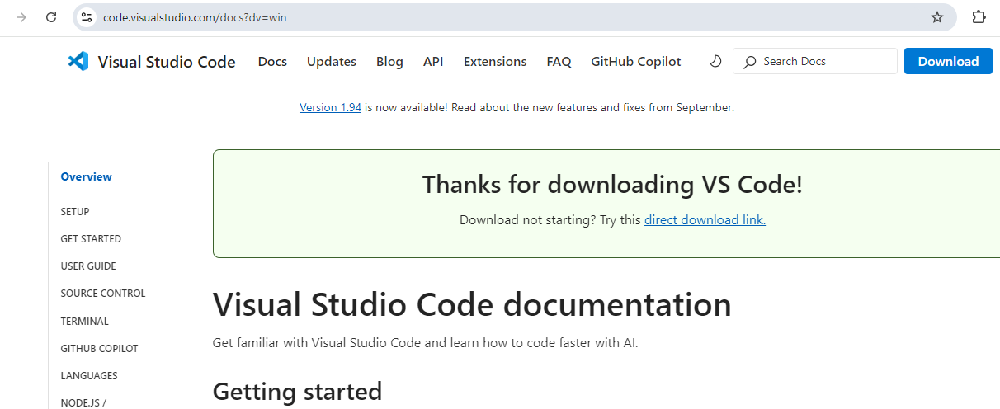 code.visualstudio.com/docs?dv=win
Visual Studio Code Docs Updates Blog API Extensions FAQ GitHub Copilot Search Docs Download
Version 1.94 is now available! Read about the new features and fixes from September.
Overview
SETUP
GET STARTED
USER GUIDE
SOURCE CONTROL
TERMINAL
GITHUB COPILOT
LANGUAGES
NODE.JS /
Thanks for downloading VS Code!
Download not starting? Try this direct download link.
Visual Studio Code documentation
Get familiar with Visual Studio Code and learn how to code faster with AI.
Getting started